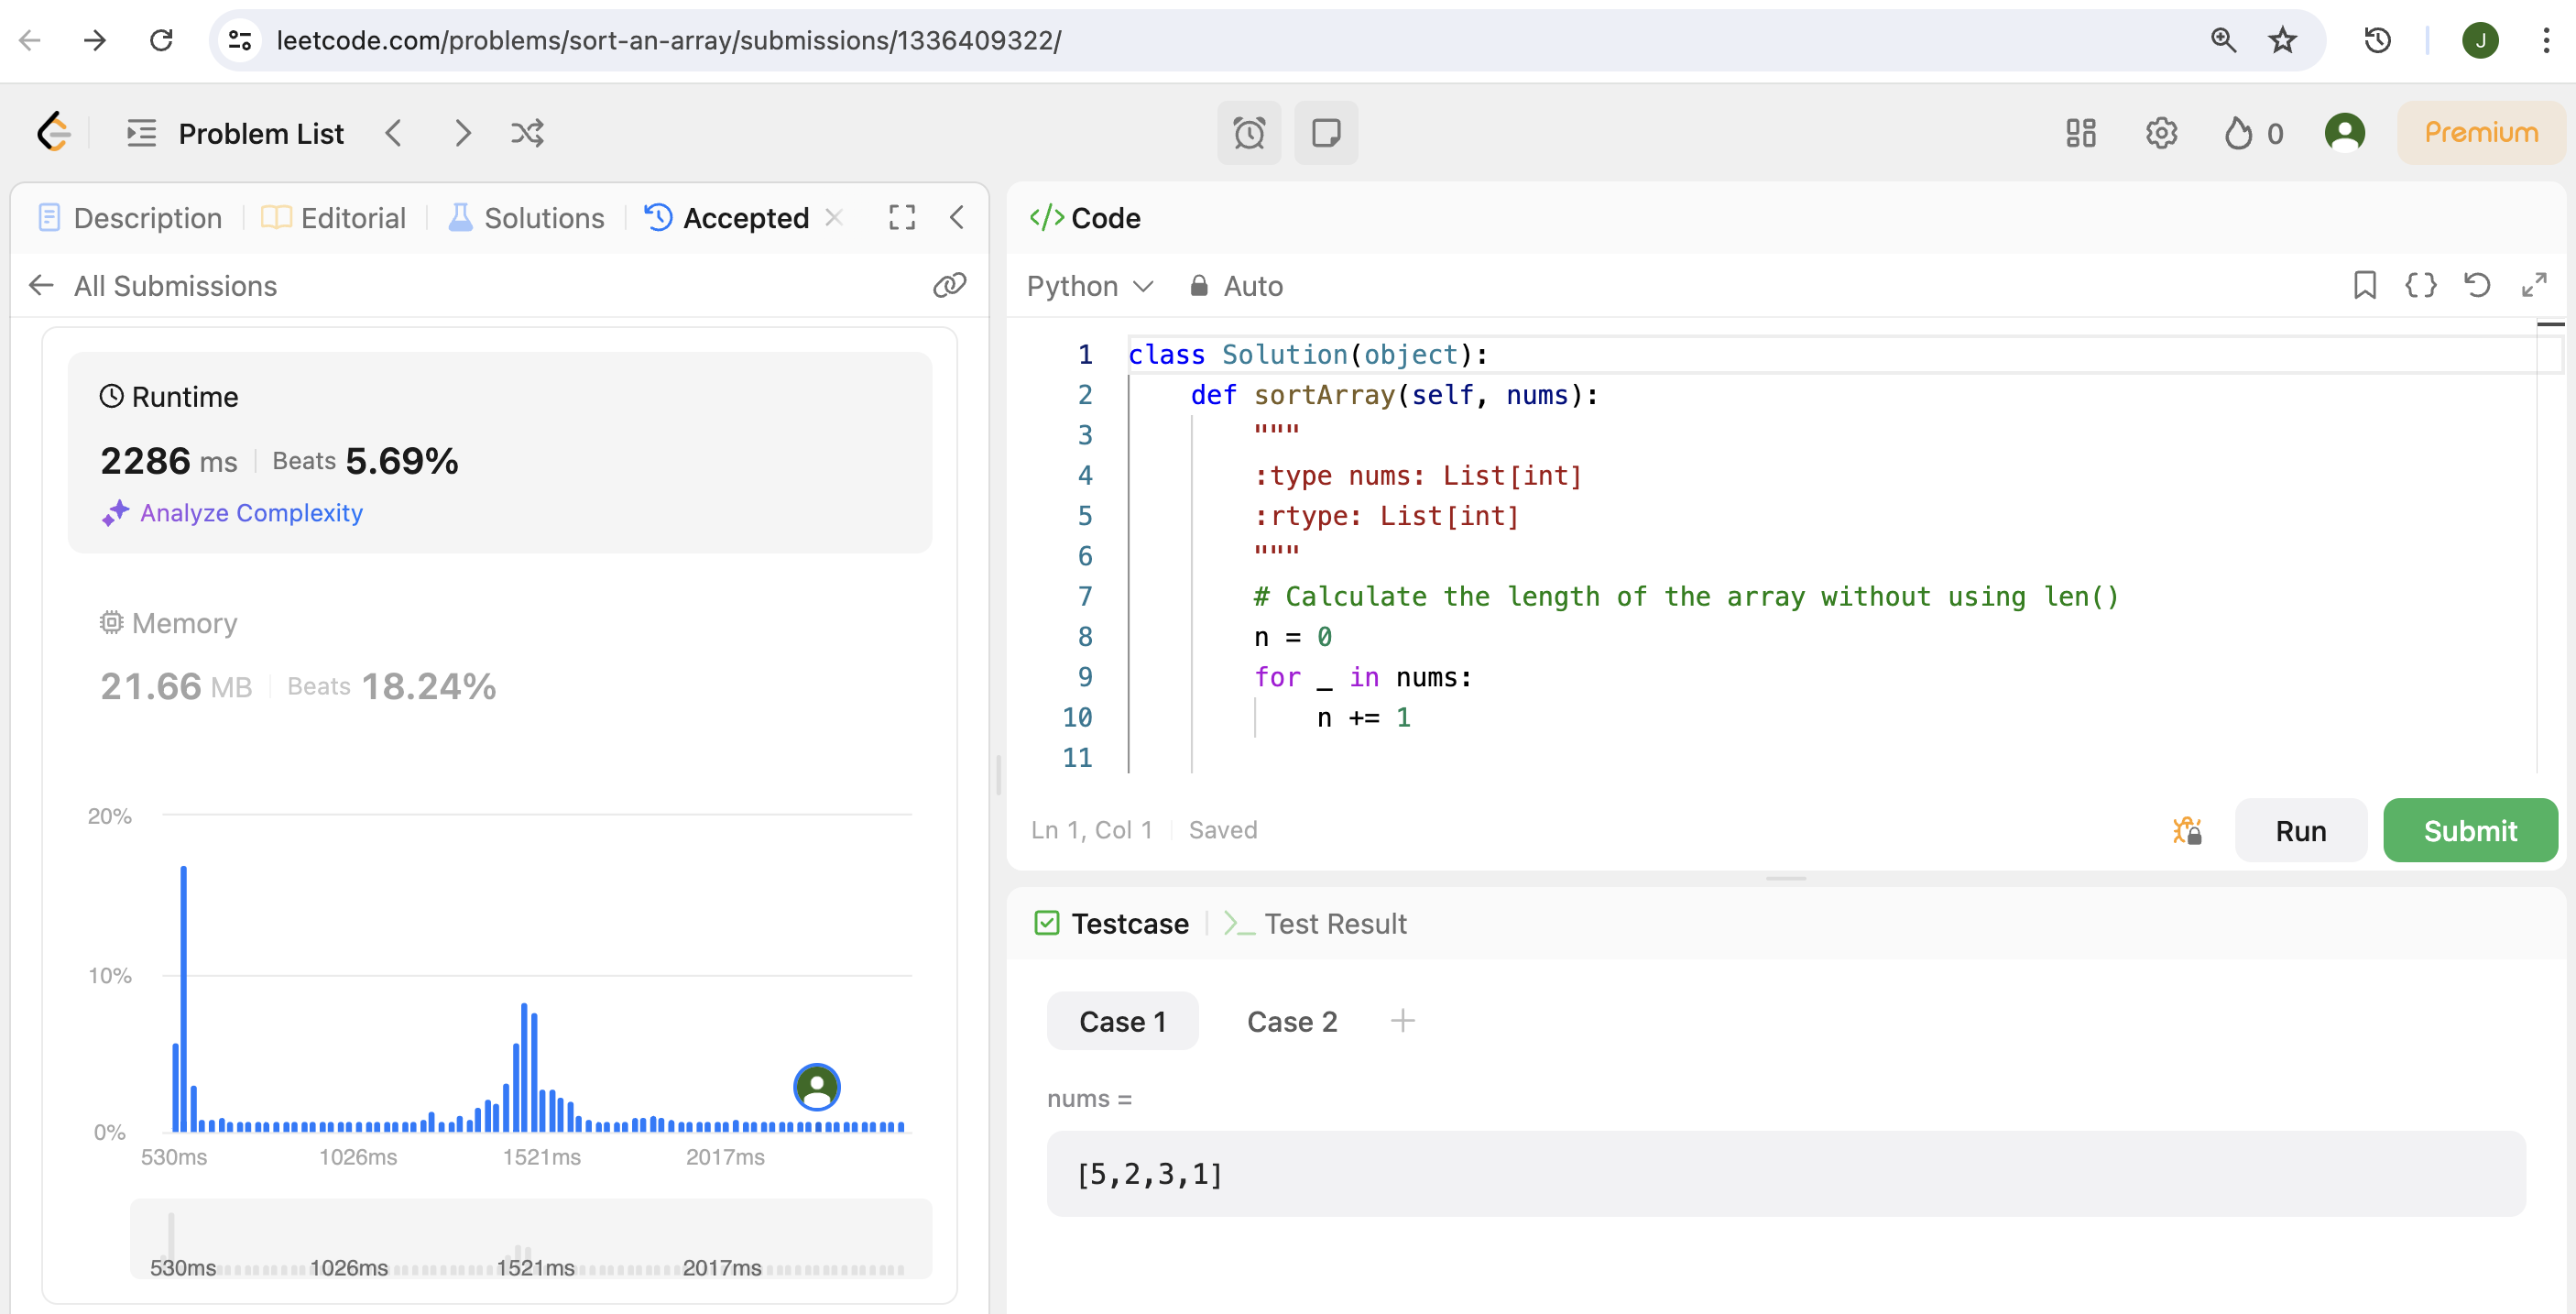 leetcode.com/problems/sort-an-array/submissions/1336409322/
J
Problem List
0
Premium
Description
Editorial
Solutions
Accepted
All Submissions
Runtime
2286 ms
Beats 5.69%
Analyze Complexity
Memory
21.66 MB
Beats 18.24%
20%
10%
0%
530ms 1026ms 1521ms 2017ms
530ms 1026ms 1521ms 2017ms
</> Code
Python
Auto
1 class Solution(object):
2 def sortArray(self, nums):
3 """
4 :type nums: List[int]
5 :rtype: List[int]
6 """
7 # Calculate the length of the array without using len()
8 n = 0
9 for _ in nums:
10 n += 1
11
Ln 1, Col 1
Saved
Run
Submit
Testcase
>_ Test Result
Case 1
Case 2
+
nums =
[5,2,3,1]